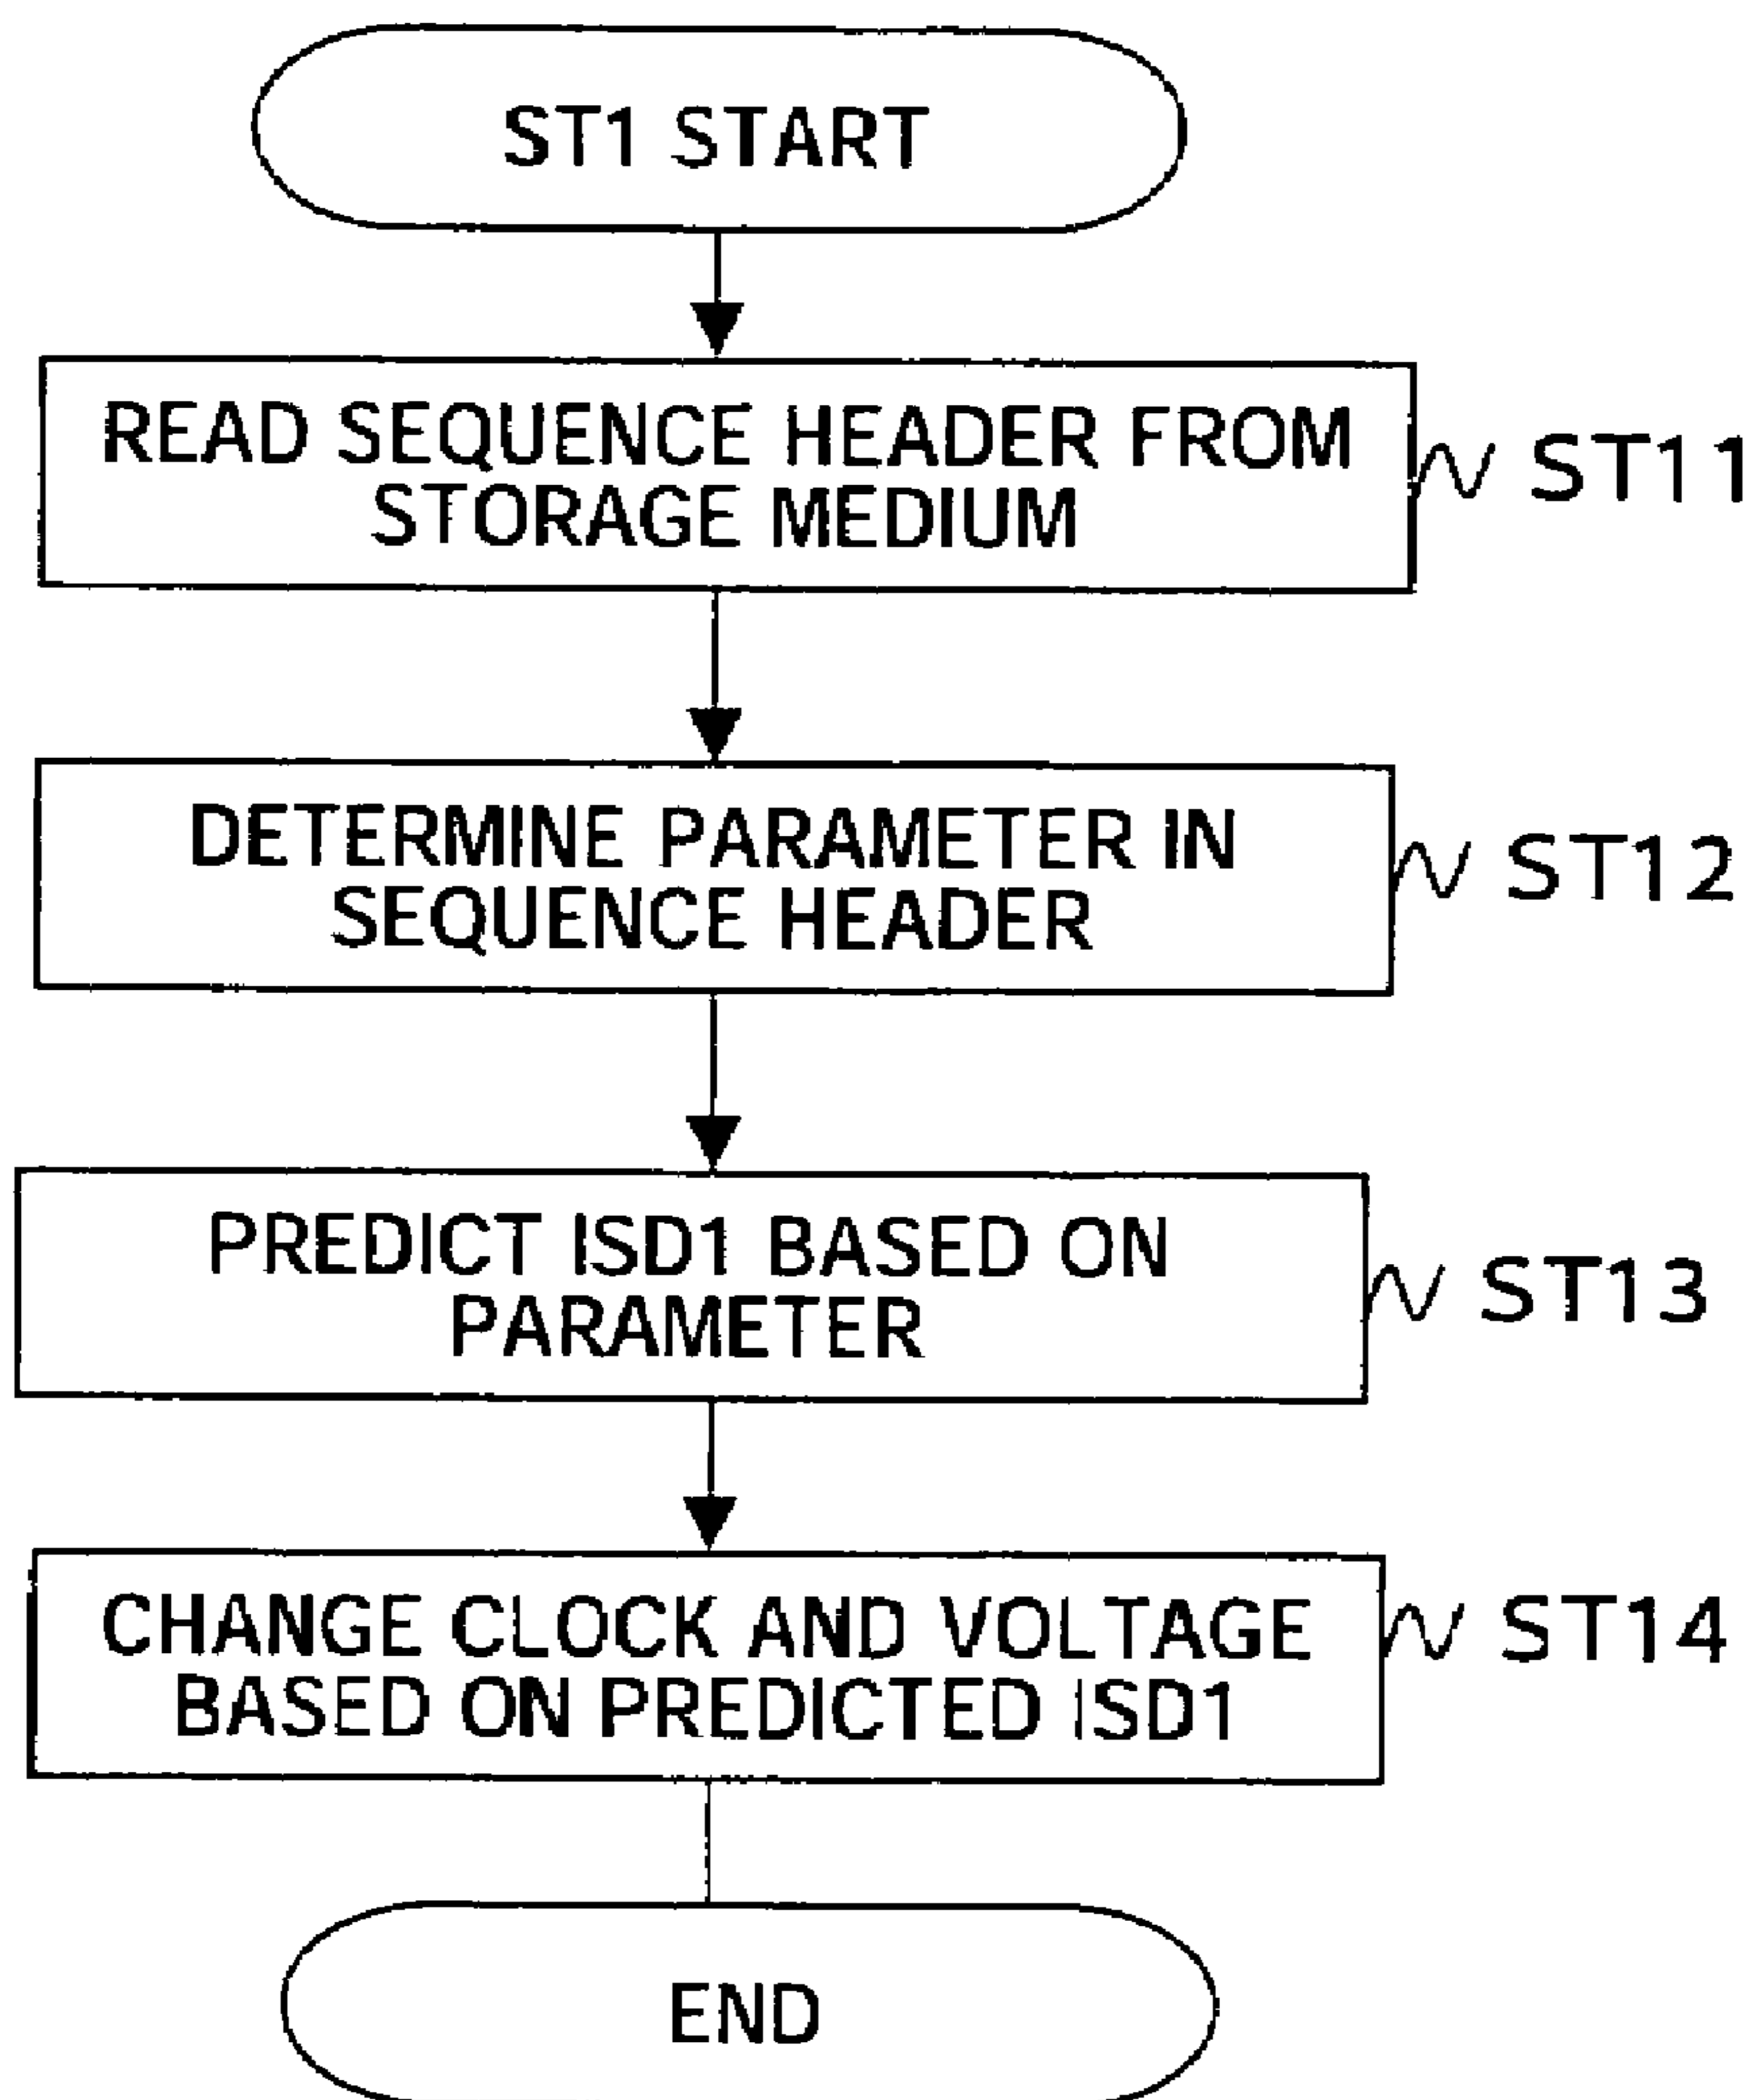 ST1 START
READ SEQUENCE HEADER FROM
STORAGE MEDIUM
ST11
DETERMINE PARAMETER IN
SEQUENCE HEADER
ST12
PREDICT ISD1 BASED ON
PARAMETER
ST13
CHANGE CLOCK AND VOLTAGE
BASED ON PREDICTED ISD1
ST14
END